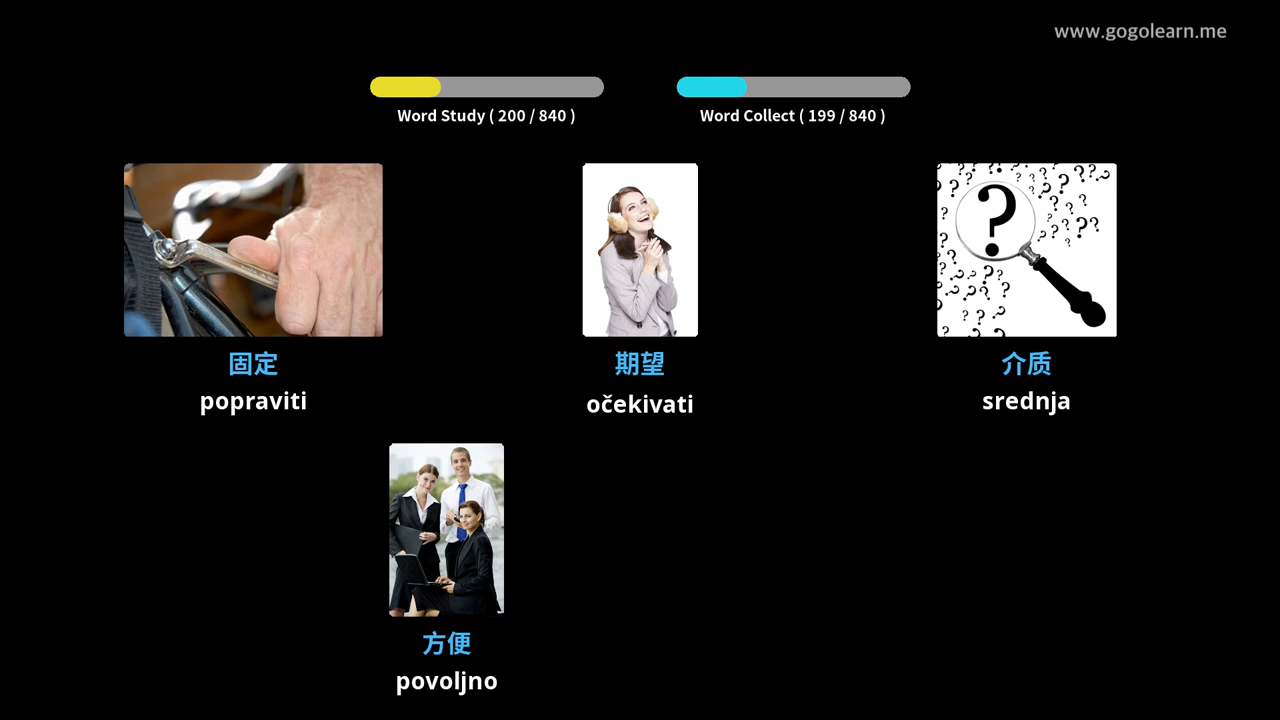 www.gogolearn.me
Word Study ( 200 / 840 )
Word Collect ( 199 / 840 )
固定
popraviti
期望
očekivati
介质
srednja
方便
povoljno